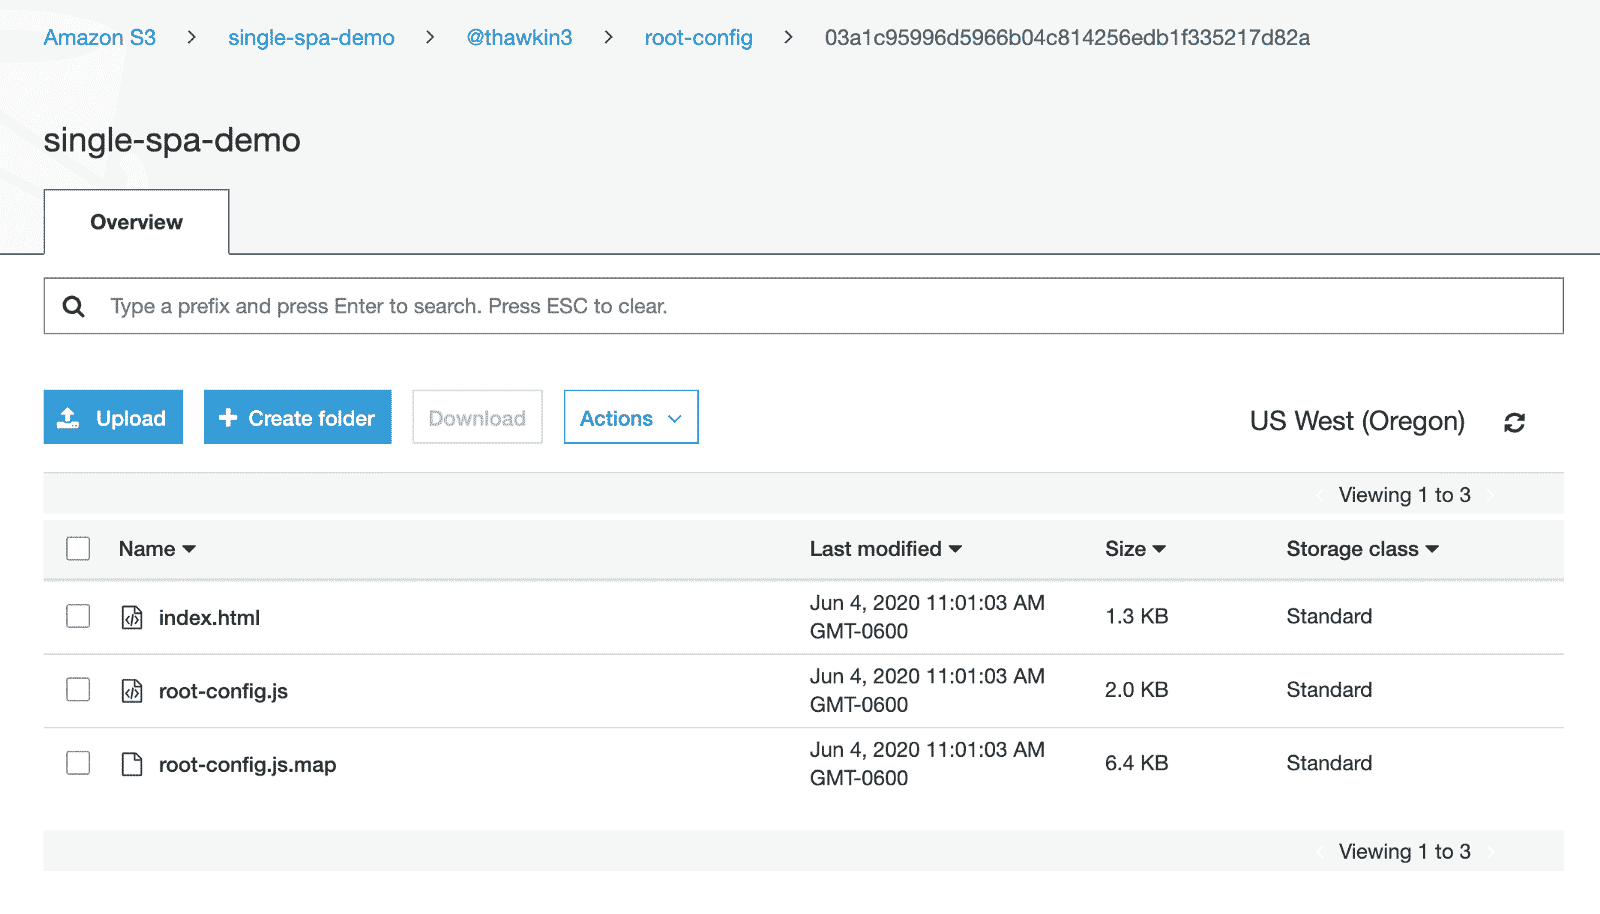 Amazon S3 > single-spa-demo > @thawkin3 > root-config > 03a1c95996d5966b04c814256edb1f335217d82a
single-spa-demo
Overview
Type a prefix and press Enter to search. Press ESC to clear.
Upload + Create folder Download Actions US West (Oregon)
Viewing 1 to 3
Name Last modified Size Storage class
index.html Jun 4, 2020 11:01:03 AM GMT-0600 1.3 KB Standard
root-config.js Jun 4, 2020 11:01:03 AM GMT-0600 2.0 KB Standard
root-config.js.map Jun 4, 2020 11:01:03 AM GMT-0600 6.4 KB Standard
Viewing 1 to 3